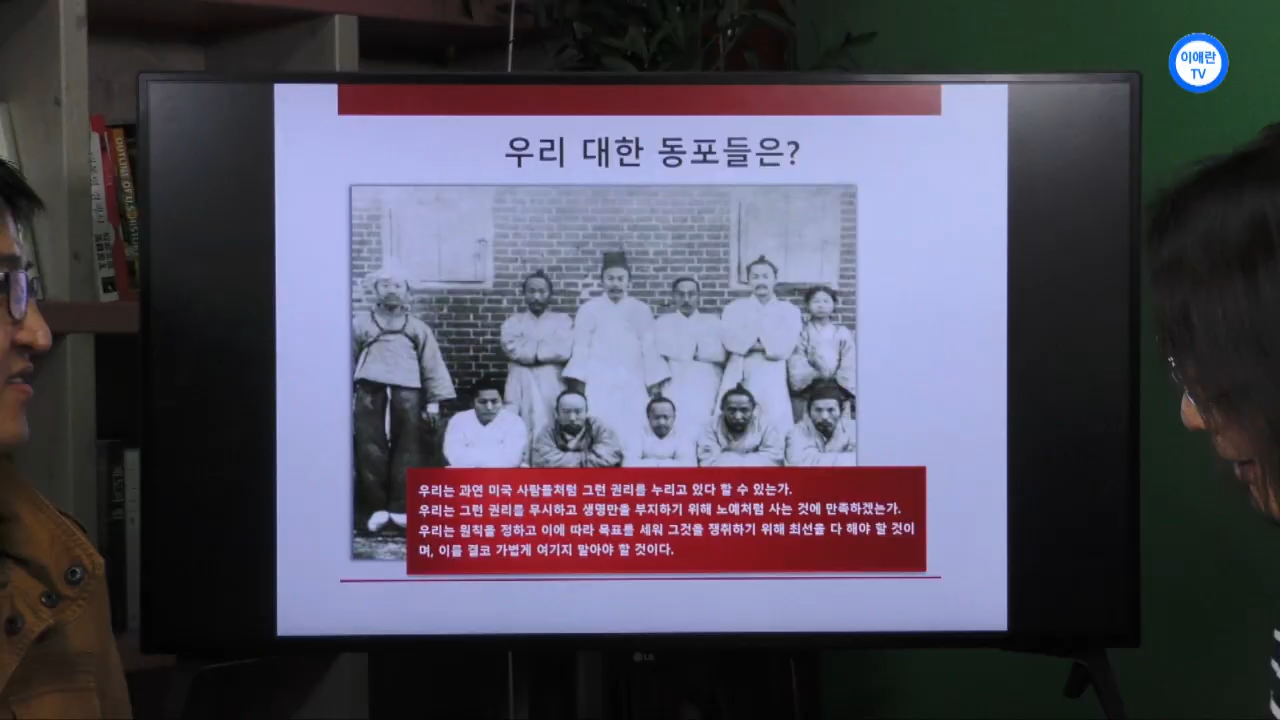 이애란
TV
우리 대한 동포들은?
우리는 과연 미국 사람들처럼 그런 권리를 누리고 있다 할 수 있는가.
우리는 그런 권리를 무시하고 생명만을 부지하기 위해 노예처럼 사는 것에 만족하겠는가.
우리는 원칙을 정하고 이에 따라 목표를 세워 그것을 쟁취하기 위해 최선을 다 해야 할 것이
며, 이를 결코 가볍게 여기지 말아야 할 것이다.
OUTLINE OF U.S. HISTORY
LG